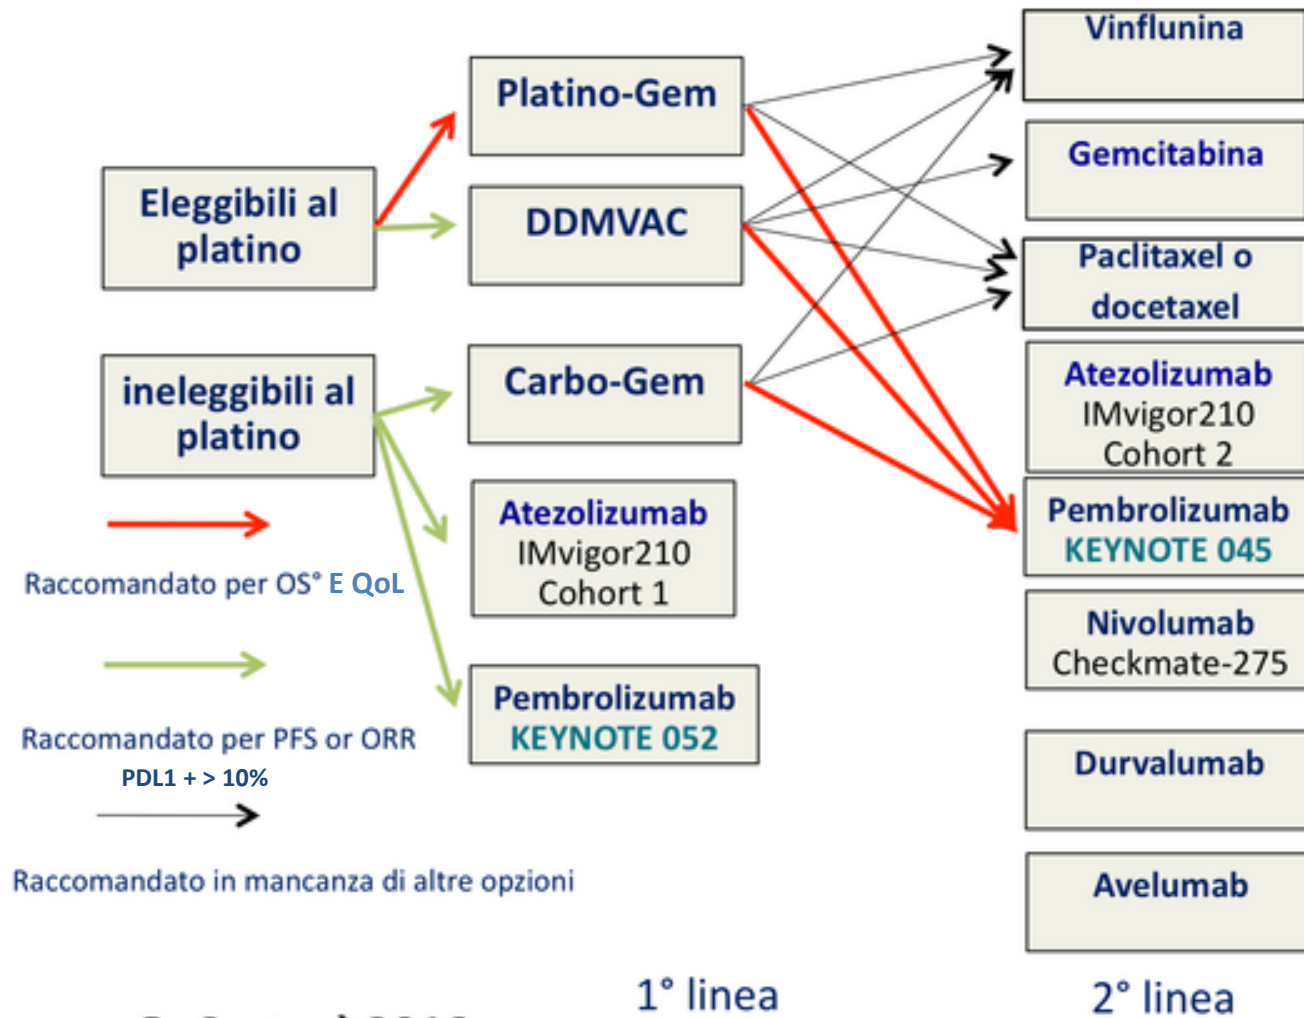 Vinflunina
Platino-Gem
Gemcitabina
Eleggibili al
platino
DDMVAC
Paclitaxel o
docetaxel
ineleggibili al
platino
Carbo-Gem
Atezolizumab
IMvigor210
Cohort 2
Atezolizumab
IMvigor210
Cohort 1
Pembrolizumab
KEYNOTE 045
Raccomandato per OS° E QoL
Nivolumab
Checkmate-275
Pembrolizumab
KEYNOTE 052
Raccomandato per PFS or ORR
PDL1 + > 10%
Durvalumab
Raccomandato in mancanza di altre opzioni
Avelumab
1° linea
2° linea